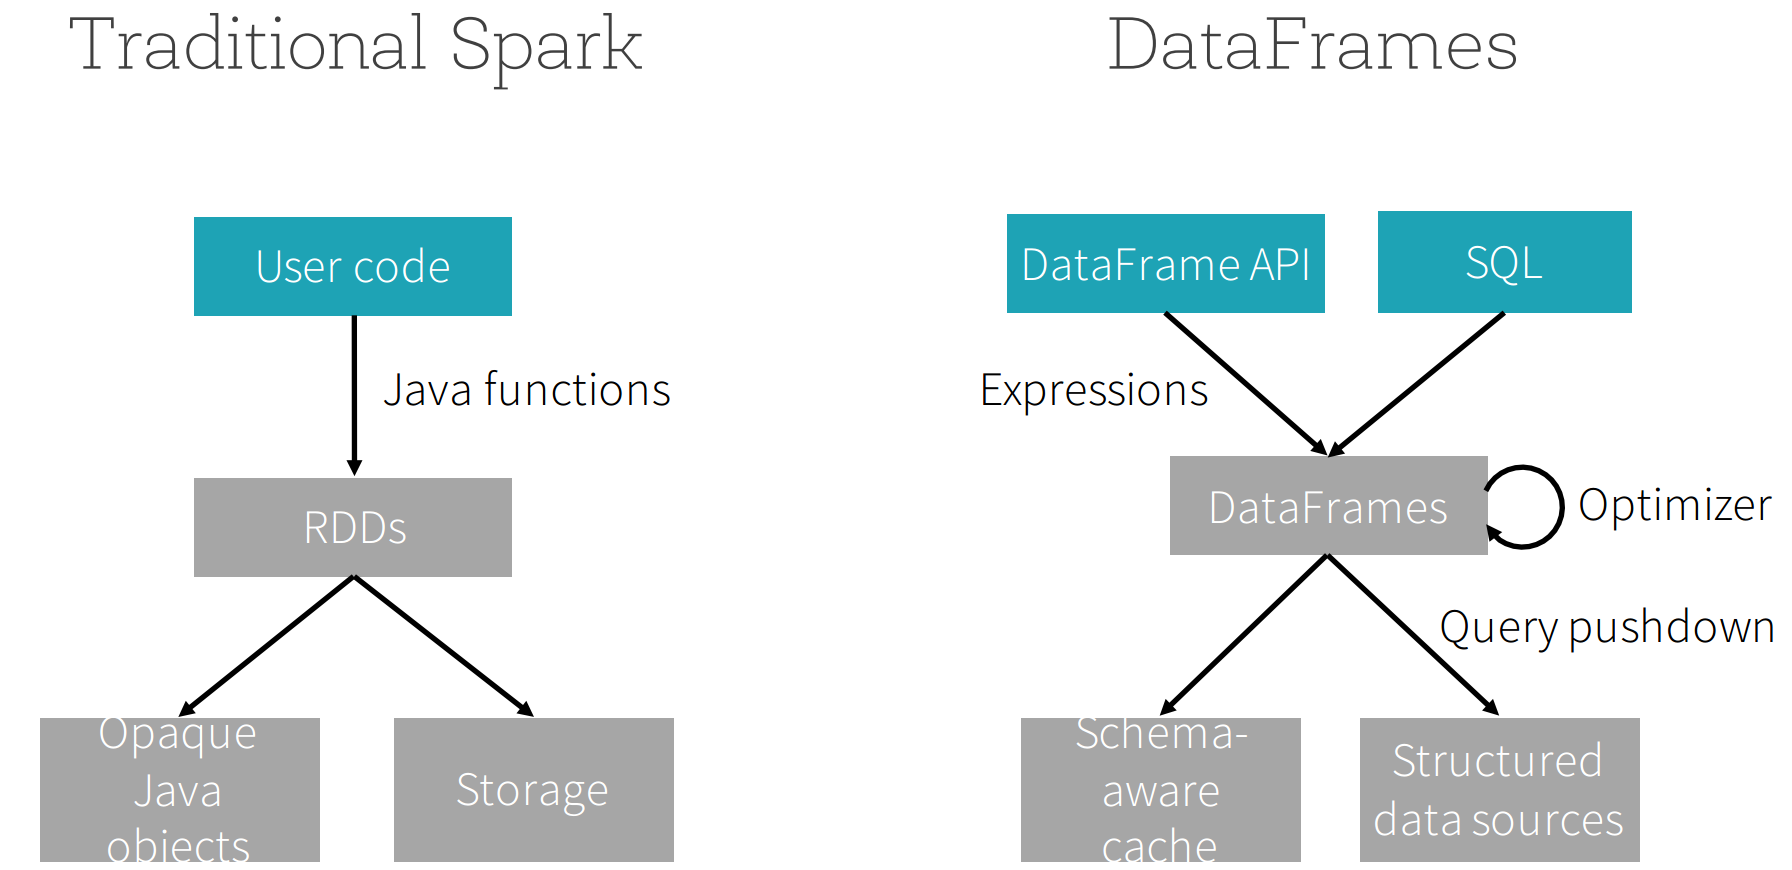 Traditional Spark
User code
Java functions
RDDs
Opaque
Java
objects
Storage
DataFrames
DataFrame API
SQL
Expressions
DataFrames
Optimizer
Query pushdown
Schema-
aware
cache
Structured
data sources